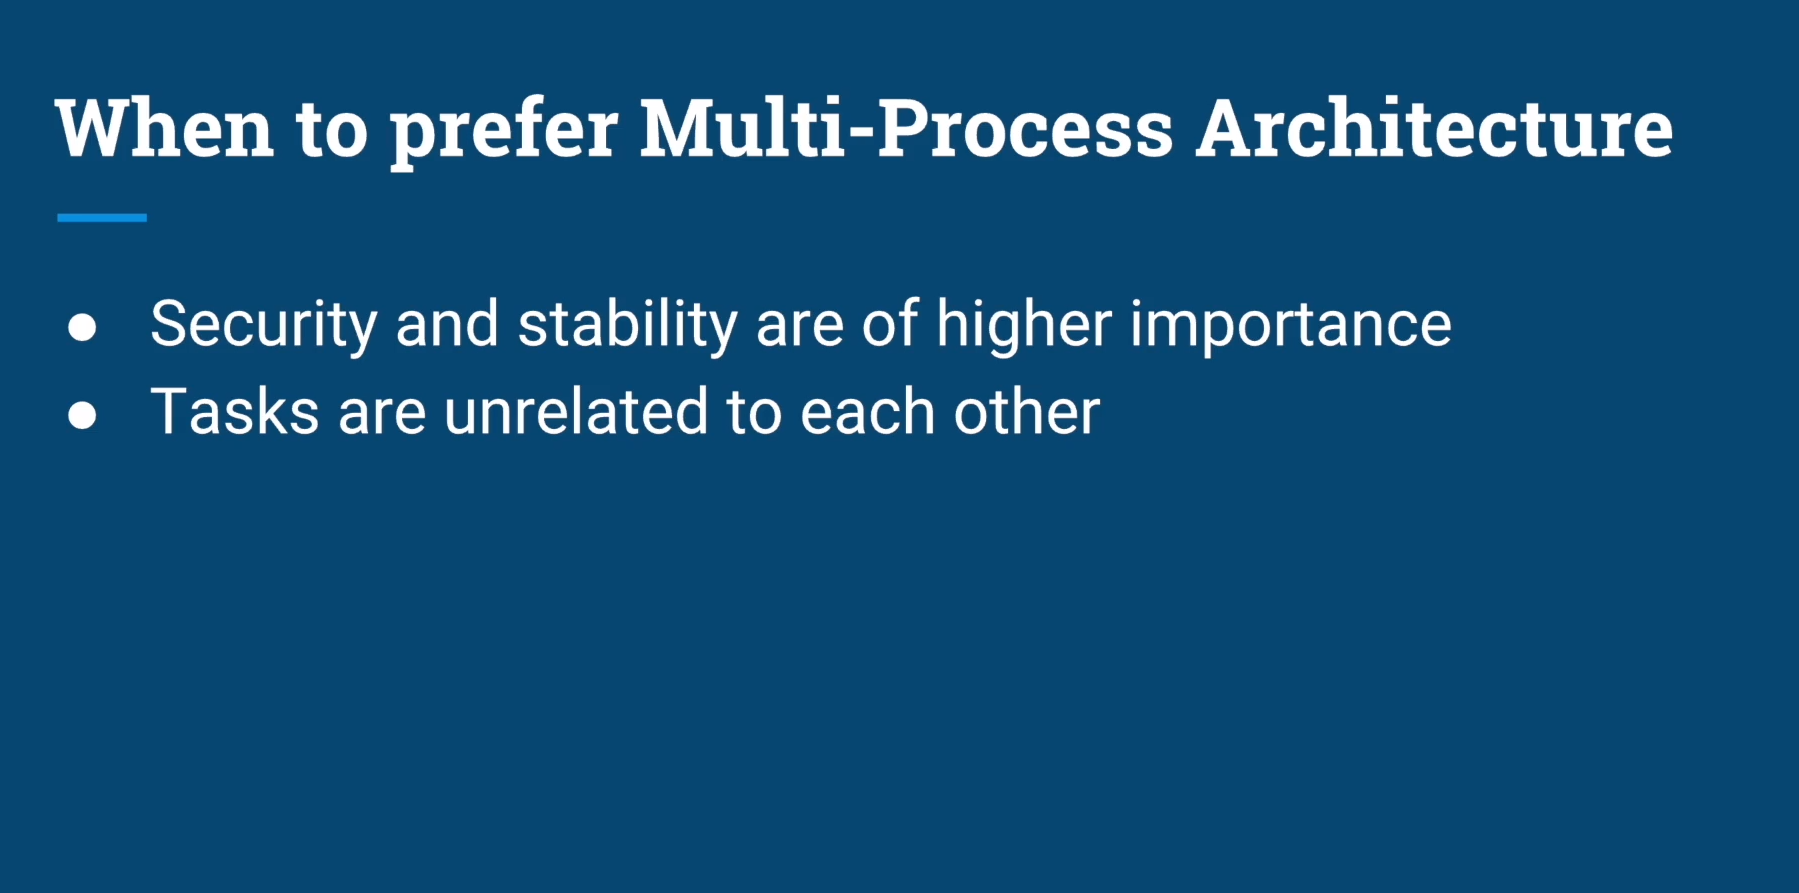 When to prefer Multi-Process Architecture
● Security and stability are of higher importance
● Tasks are unrelated to each other